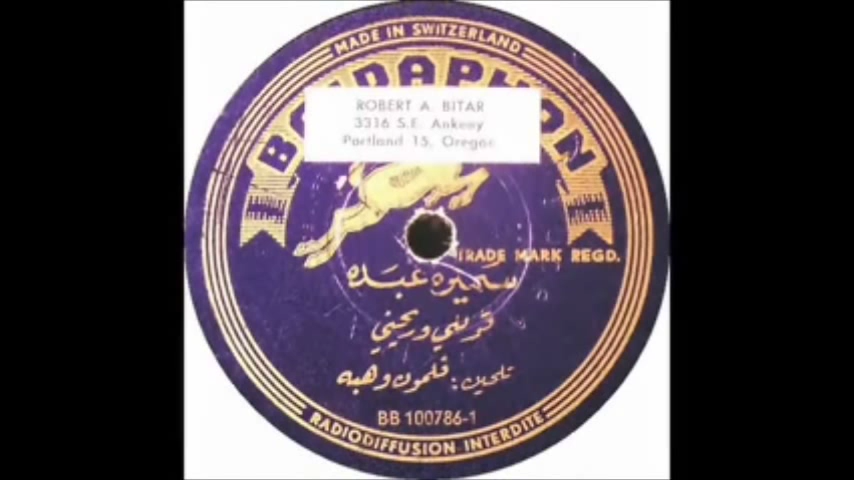 MADE IN SWITZERLAND
ROBERT A. BITAR
3316 S.E. Ankeny
Portland 15, Oregon
TRADE MARK REGD.
سميره عبده
قربني وريحيني
تلحين: فلمون وهبه
BB 100786-1
RADIODIFFUSION INTERDITE